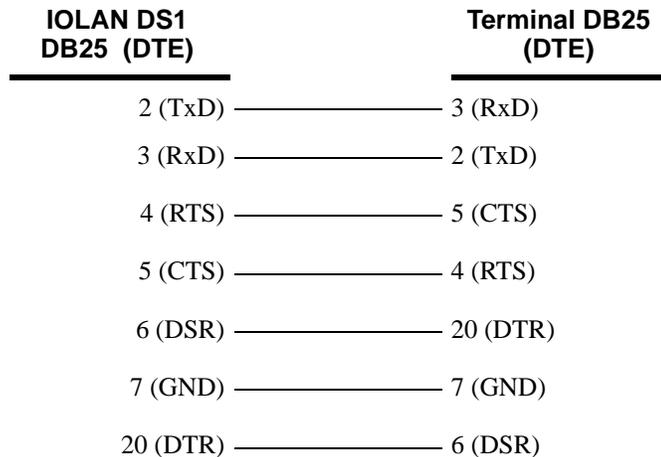 IOLAN DS1
DB25 (DTE)
Terminal DB25
(DTE)
2 (TxD) 3 (RxD)
3 (RxD) 2 (TxD)
4 (RTS) 5 (CTS)
5 (CTS) 4 (RTS)
6 (DSR) 20 (DTR)
7 (GND) 7 (GND)
20 (DTR) 6 (DSR)